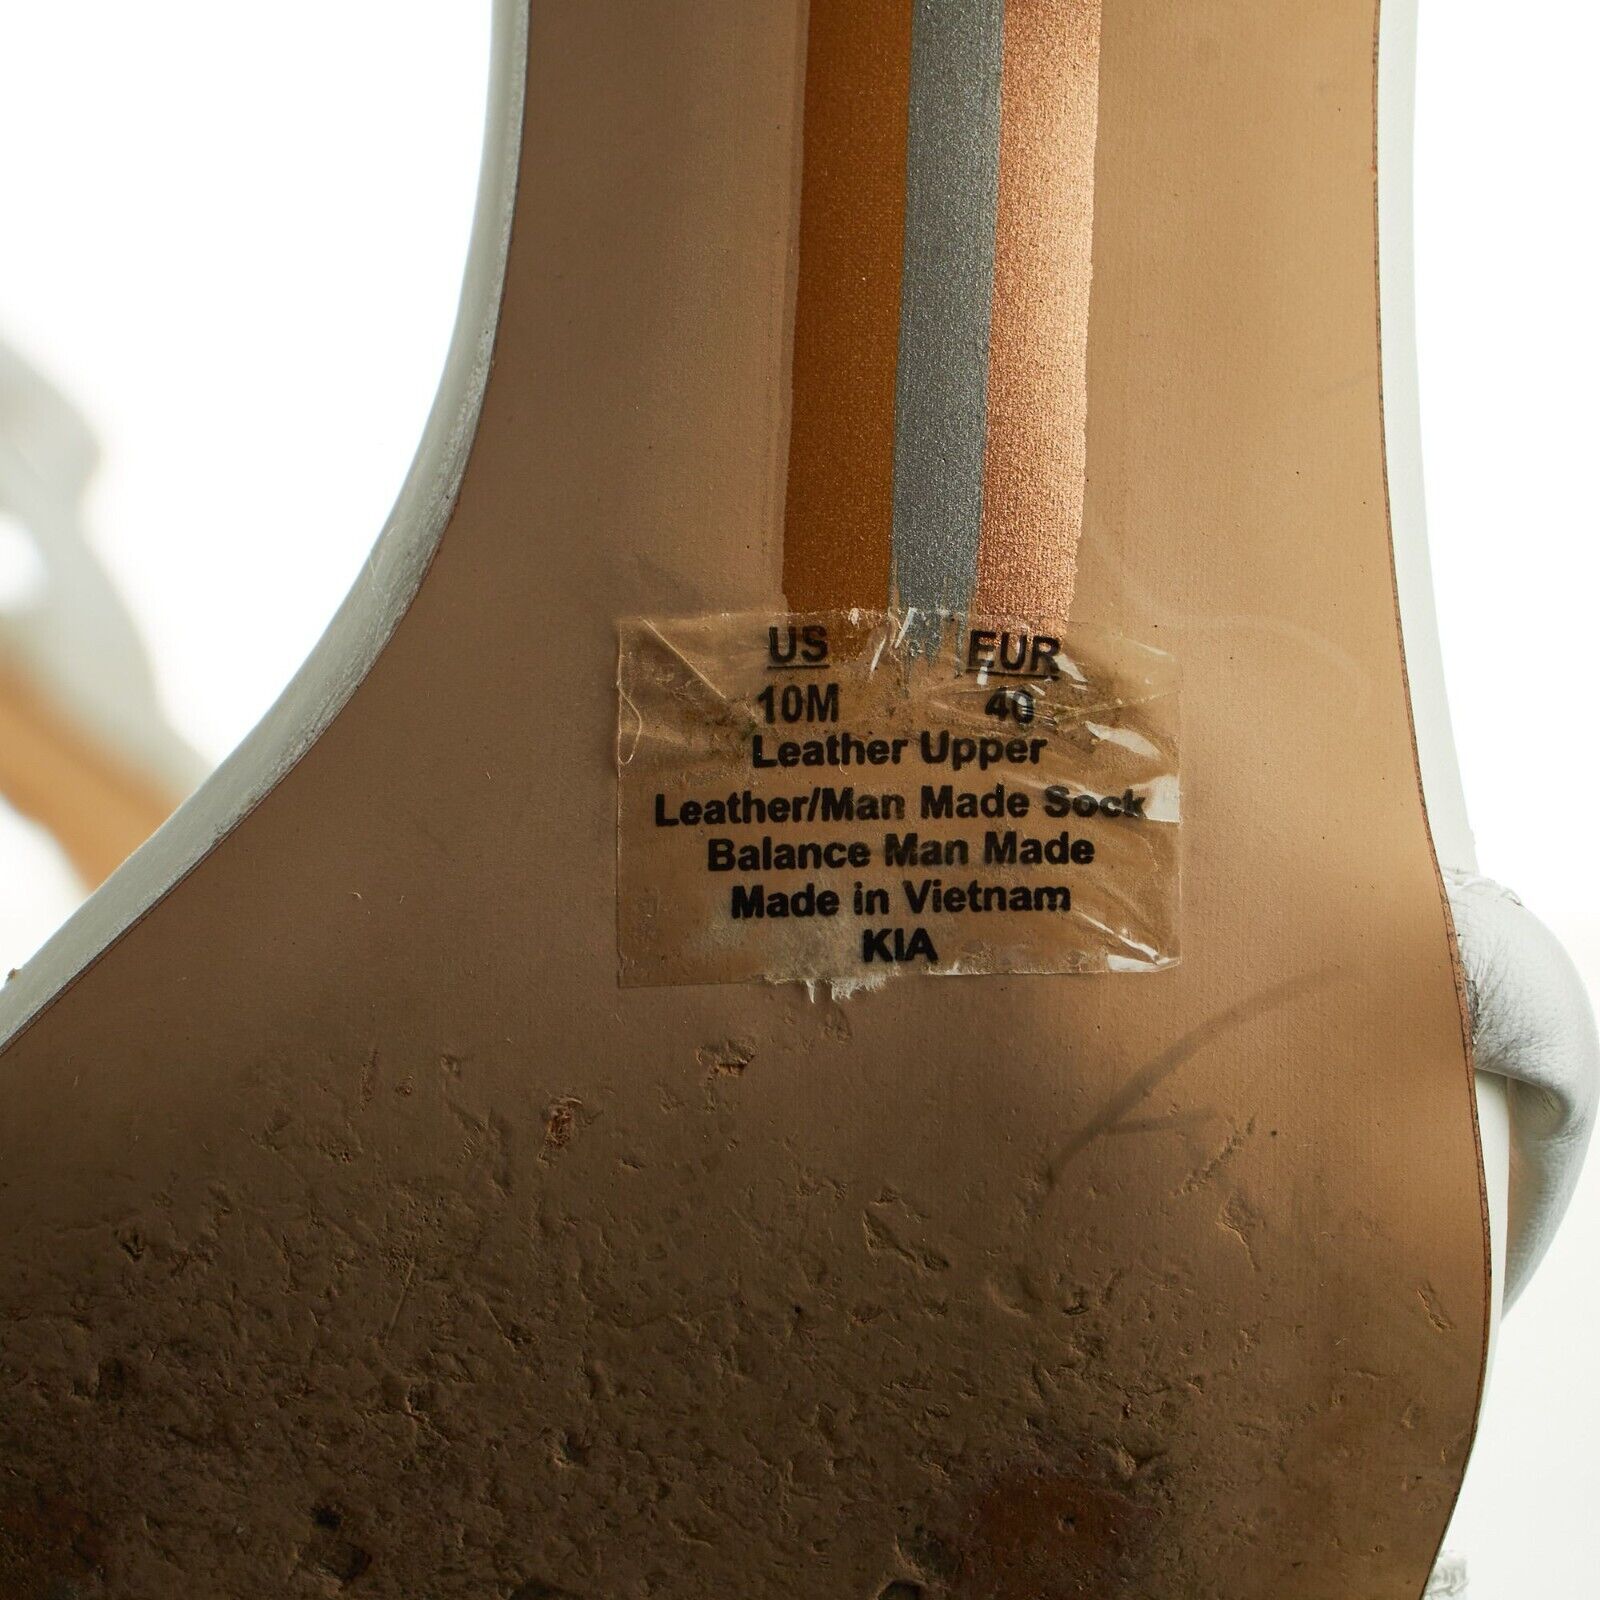 US EUR
10M 40
Leather Upper
Leather/Man Made Sock
Balance Man Made
Made in Vietnam
KIA